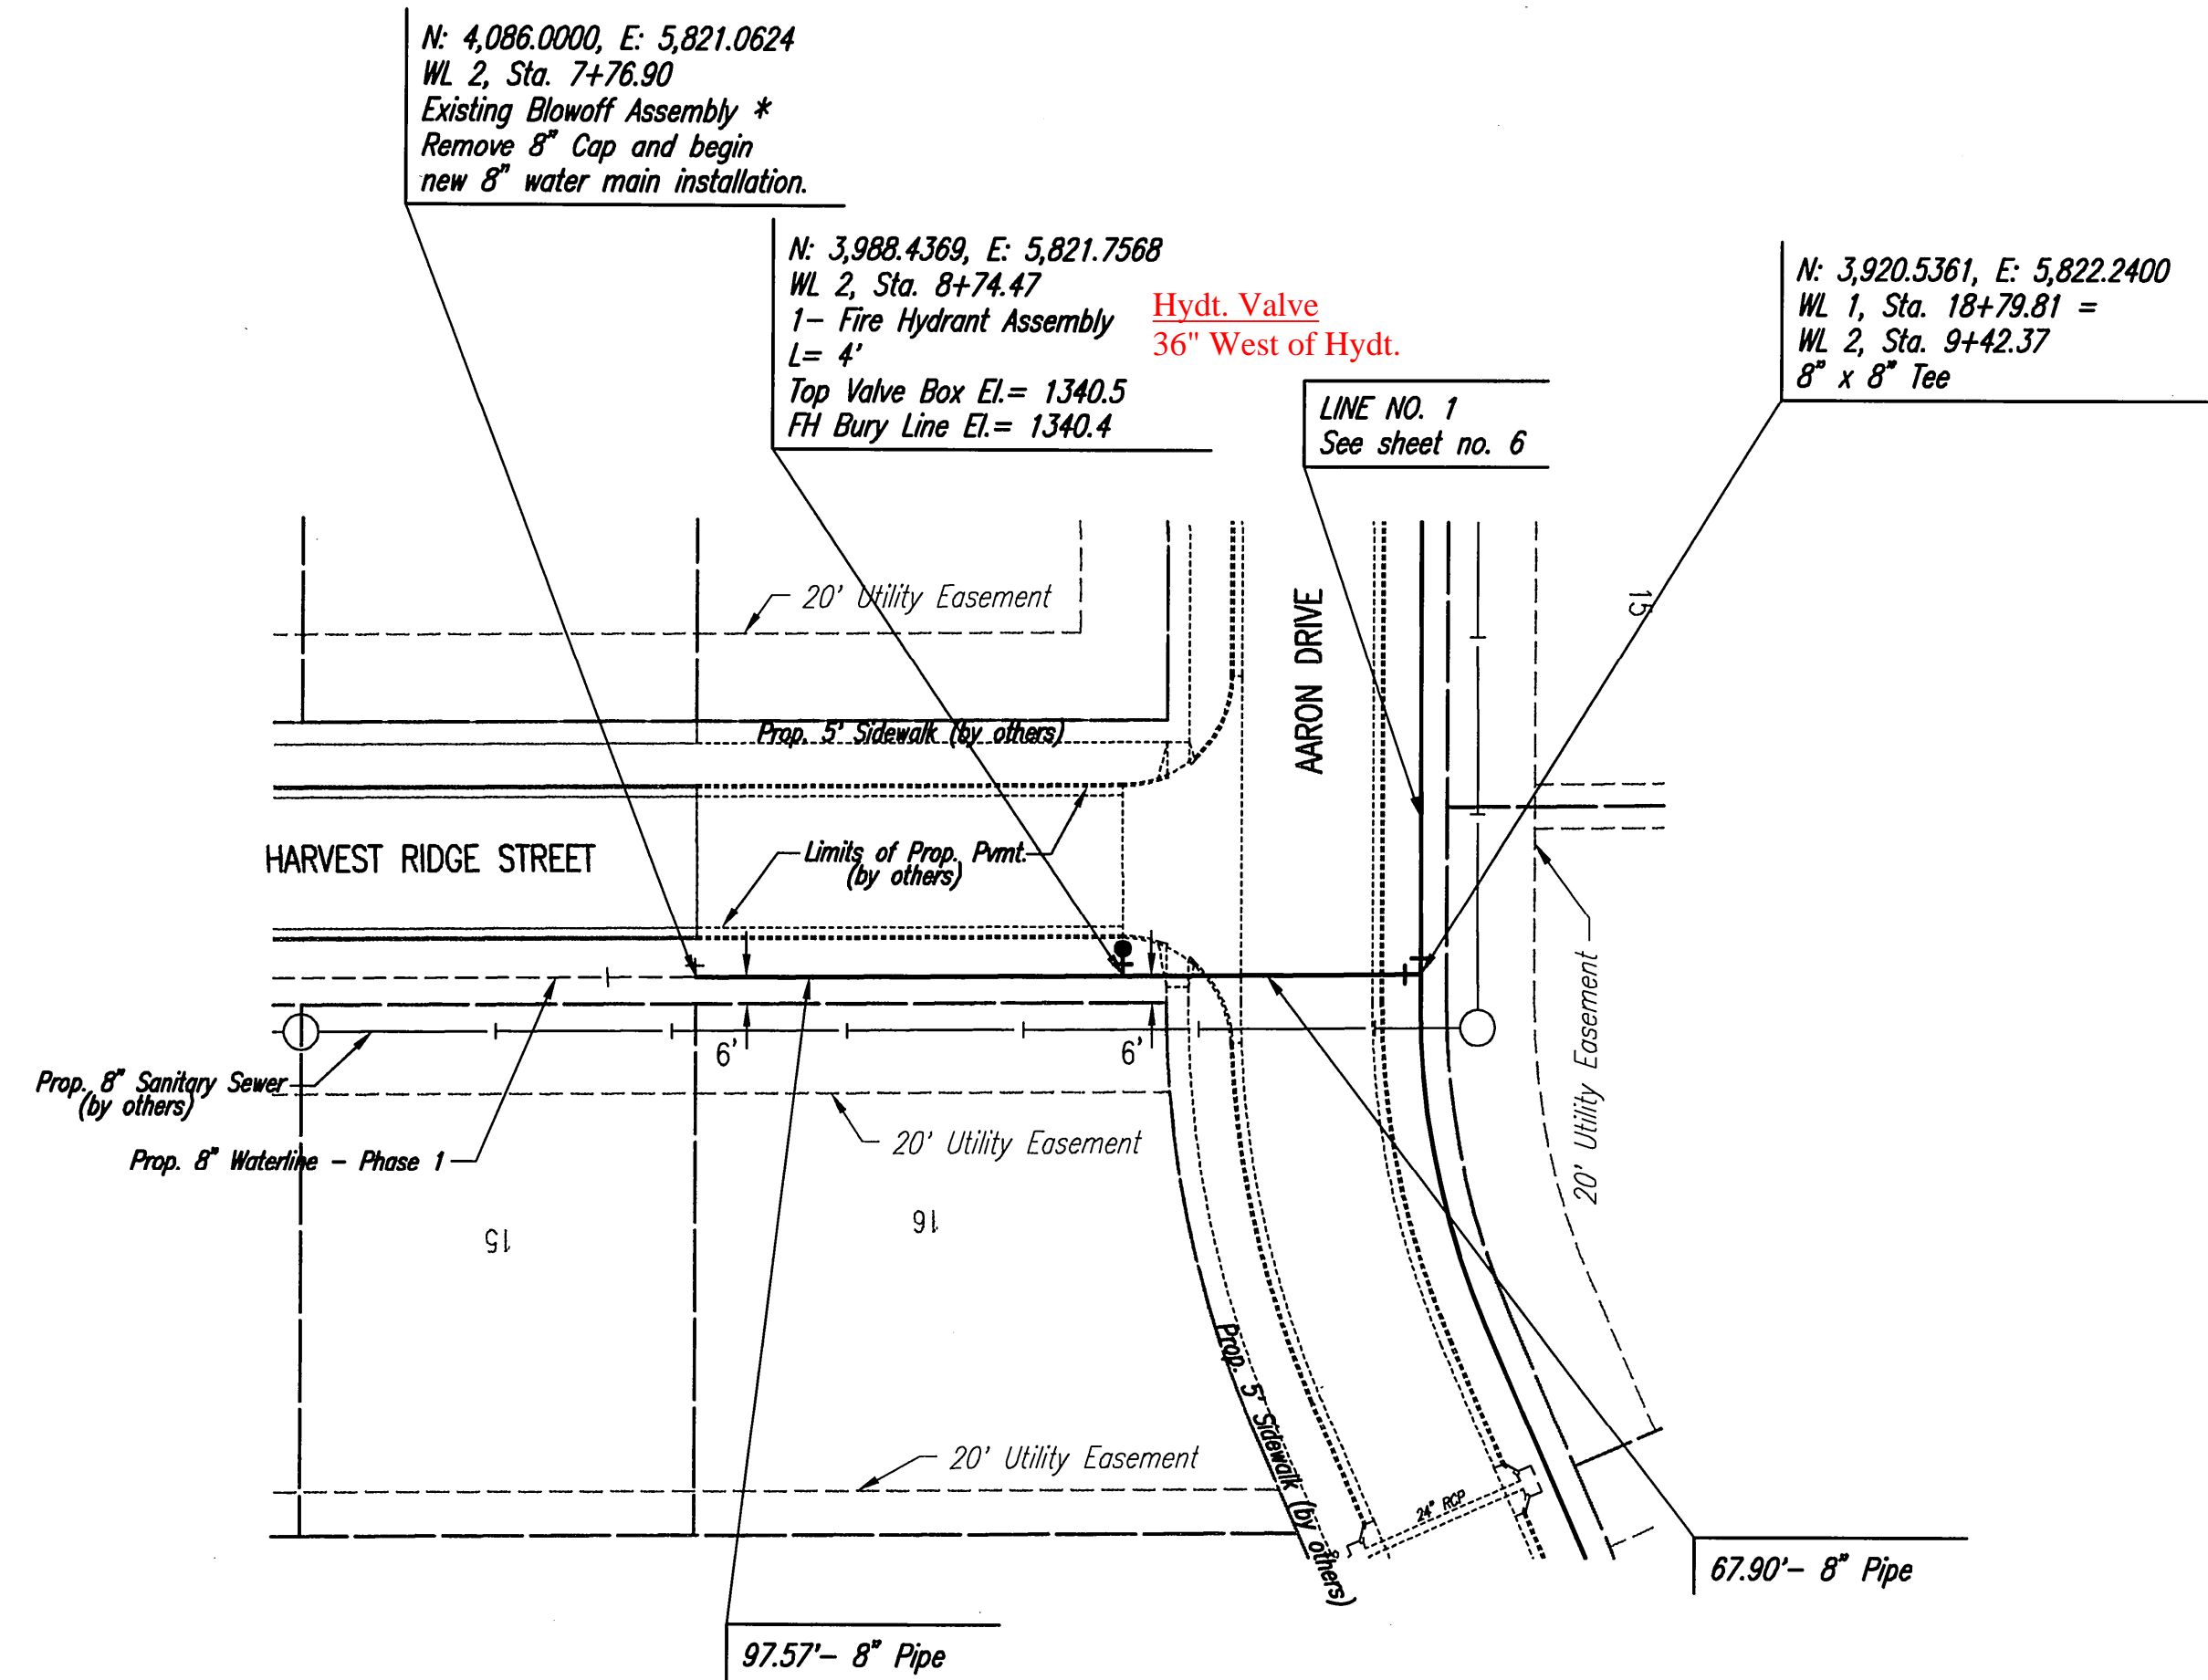 N: 4,086.0000, E: 5,821.0624
WL 2, Sta. 7+76.90
Existing Blowoff Assembly *
Remove 8" Cap and begin
new 8" water main installation.
N: 3,988.4369, E: 5,821.7568
WL 2, Sta. 8+74.47
1- Fire Hydrant Assembly
L= 4'
Top Valve Box El.= 1340.5
FH Bury Line El.= 1340.4
Hydt. Valve
36" West of Hydt.
N: 3,920.5361, E: 5,822.2400
WL 1, Sta. 18+79.81 =
WL 2, Sta. 9+42.37
8" x 8" Tee
LINE NO. 1
See sheet no. 6
20' Utility Easement
AARON DRIVE
15
Prop. 5' Sidewalk (by others)
HARVEST RIDGE STREET
Limits of Prop. Pvmt.
(by others)
6'
6'
20' Utility Easement
Prop. 8" Sanitary Sewer
(by others)
20' Utility Easement
Prop. 8" Waterline - Phase 1
15
16
Prop. 5' Sidewalk (by others)
20' Utility Easement
24" RCP
67.90'- 8" Pipe
97.57'- 8" Pipe